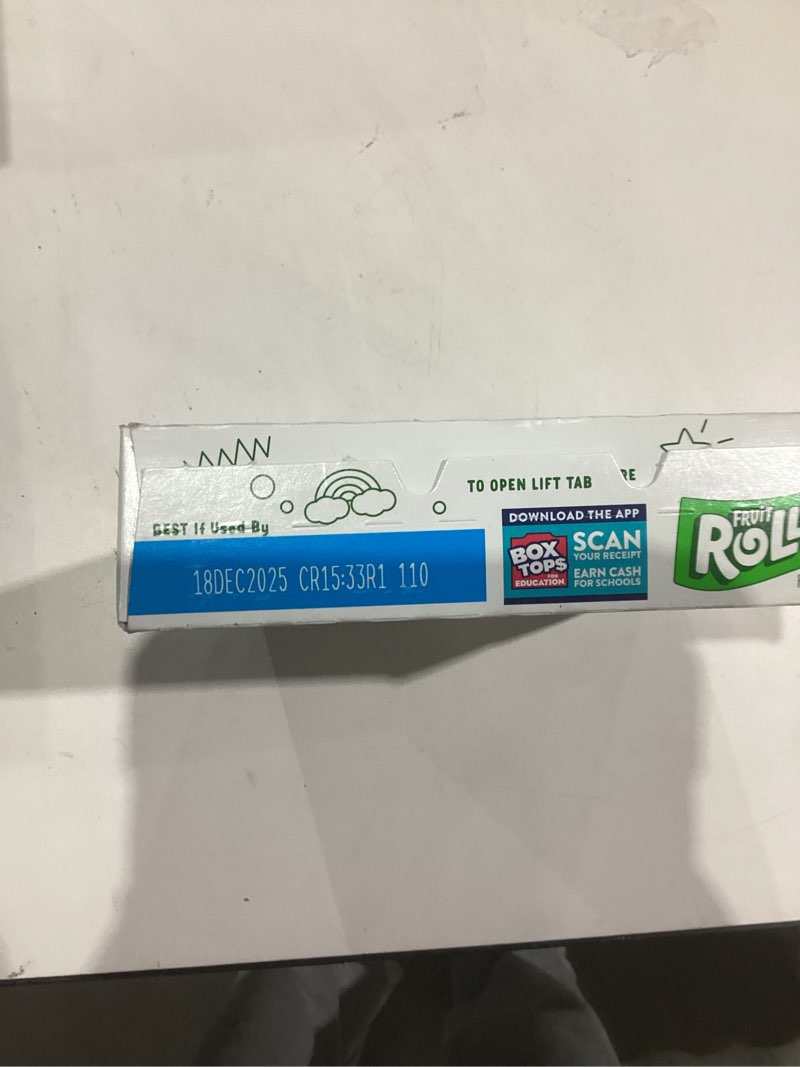 TO OPEN LIFT TAB
BEST If Used By
18DEC2025 CR15:33R1 110
DOWNLOAD THE APP
BOX
TOPS
FOR
EDUCATION
SCAN
YOUR RECEIPT
EARN CASH
FOR SCHOOLS
FRUIT